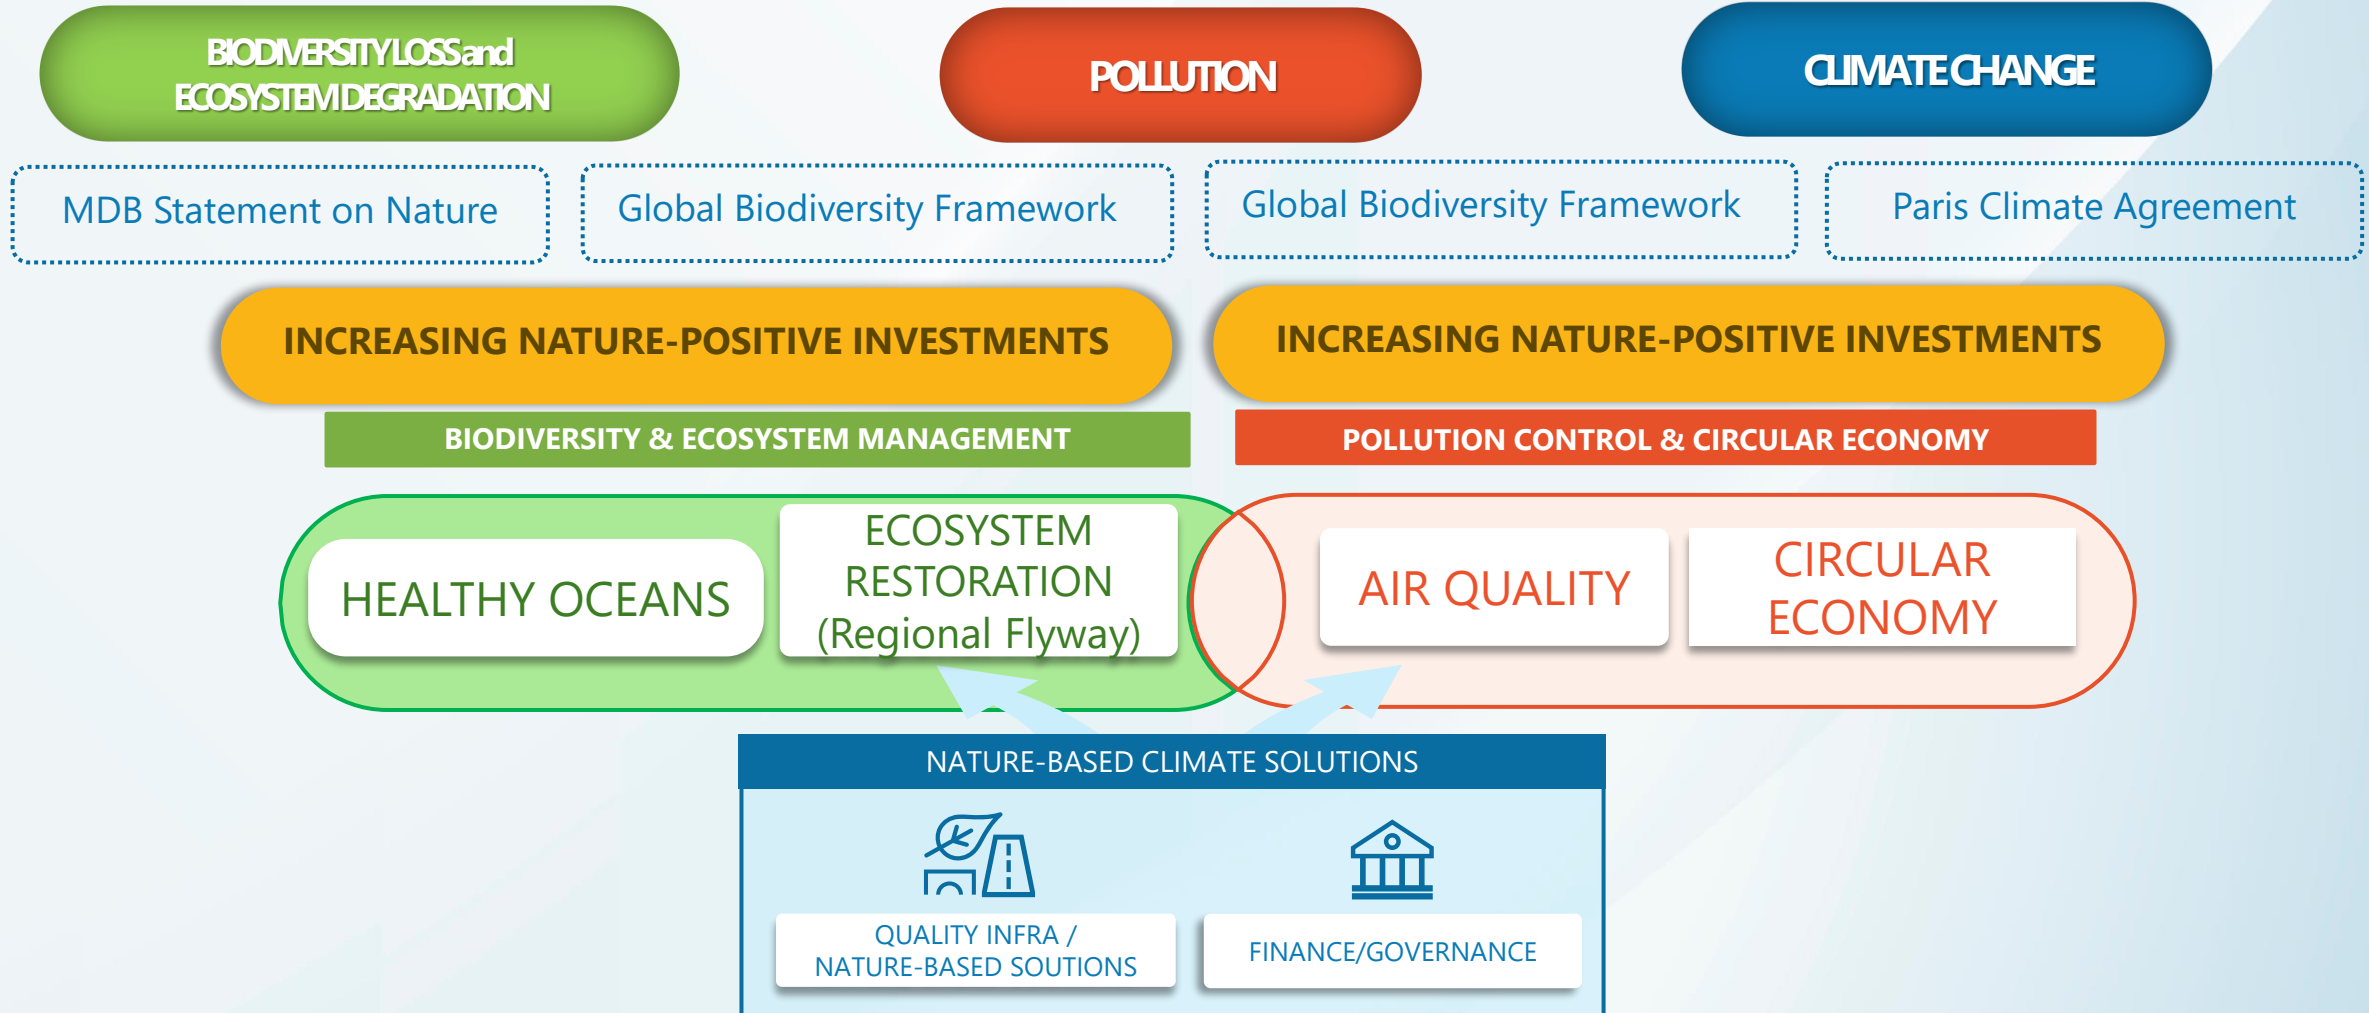 BIODIVERSITY LOSS and
ECOSYSTEM DEGRADATION
POLLUTION
CLIMATE CHANGE
MDB Statement on Nature
Global Biodiversity Framework
Global Biodiversity Framework
Paris Climate Agreement
INCREASING NATURE-POSITIVE INVESTMENTS
INCREASING NATURE-POSITIVE INVESTMENTS
BIODIVERSITY & ECOSYSTEM MANAGEMENT
POLLUTION CONTROL & CIRCULAR ECONOMY
HEALTHY OCEANS
ECOSYSTEM
RESTORATION
(Regional Flyway)
AIR QUALITY
CIRCULAR
ECONOMY
NATURE-BASED CLIMATE SOLUTIONS
QUALITY INFRA /
NATURE-BASED SOUTIONS
FINANCE/GOVERNANCE